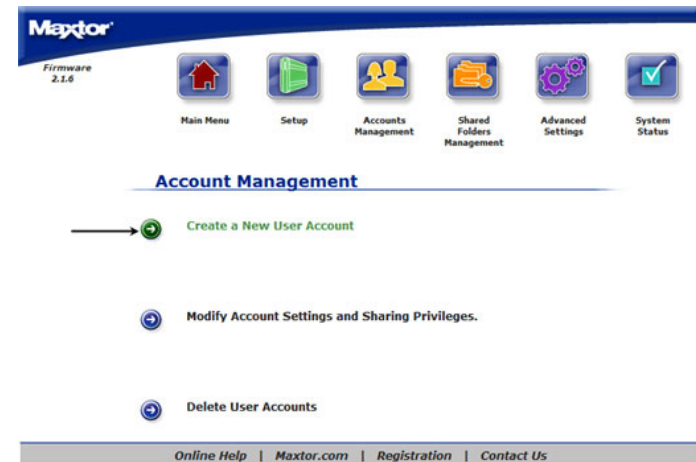 Maxtor
Firmware
2.1.6
Main Menu
Setup
Accounts
Management
Shared
Folders
Management
Advanced
Settings
System
Status
Account Management
Create a New User Account
Modify Account Settings and Sharing Privileges.
Delete User Accounts
Online Help | Maxtor.com | Registration | Contact Us